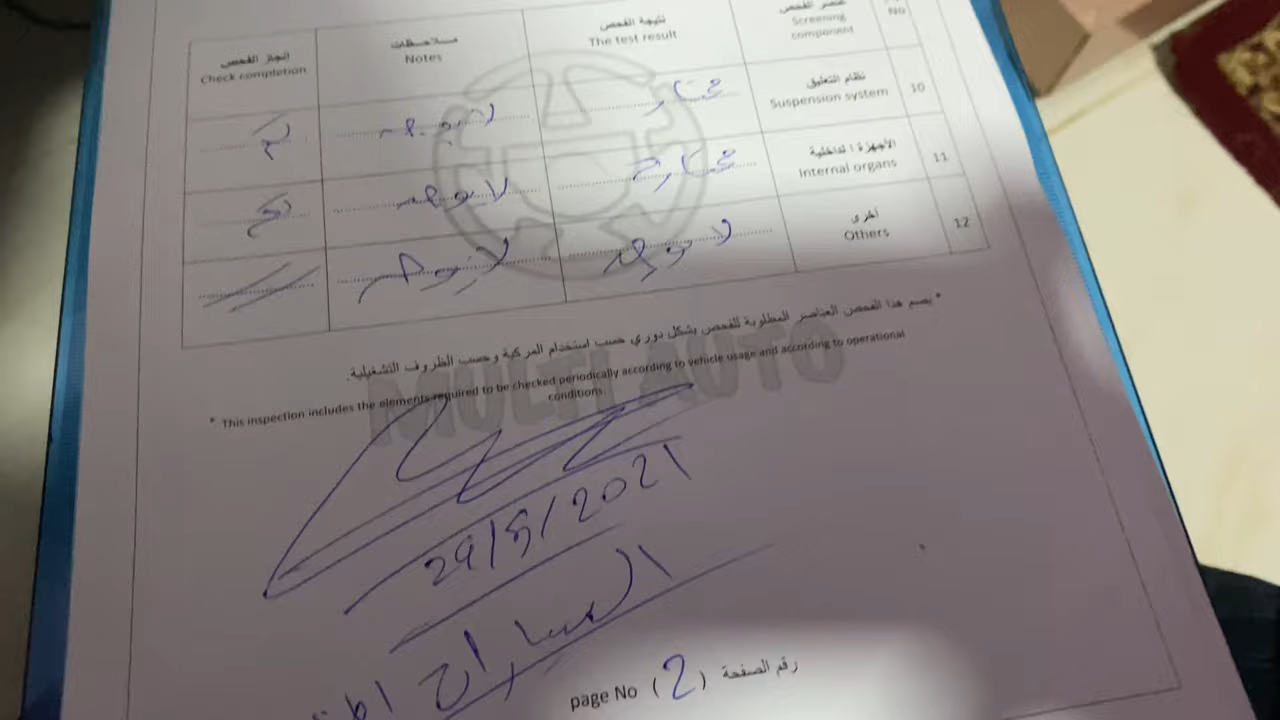 No
عنصر الفحص
Screening component
نتيجة الفحص
The test result
ملاحظات
Notes
إنجاز الفحص
Check completion
10
نظام التعليق
Suspension system
ممتاز
لا يوجد
11
الأجهزة الداخلية
Internal organs
لا يوجد
12
أخرى
Others
لا يوجد
لا يوجد
* يضم هذا الفحص العناصر المطلوبة للفحص بشكل دوري حسب استخدام المركبة وحسب الظروف التشغيلية.
* This inspection includes the elements required to be checked periodically according to vehicle usage and according to operational
conditions.
MULTI AUTO
29/5/2021
page No (2) رقم الصفحة